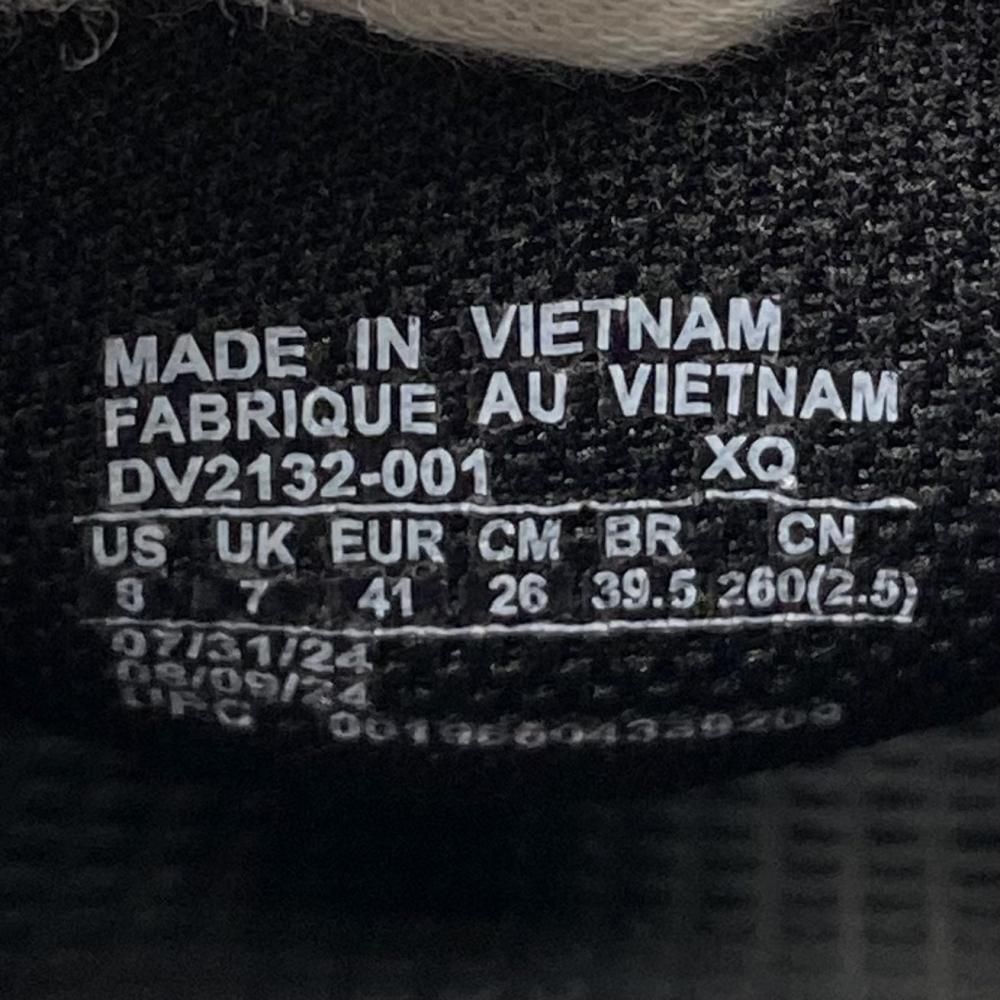 MADE IN VIETNAM
FABRIQUE AU VIETNAM
DV2132-001 XQ
US UK EUR CM BR CN
8 7 41 26 39.5 260(2.5)
07/31/24
08/09/24
UPC